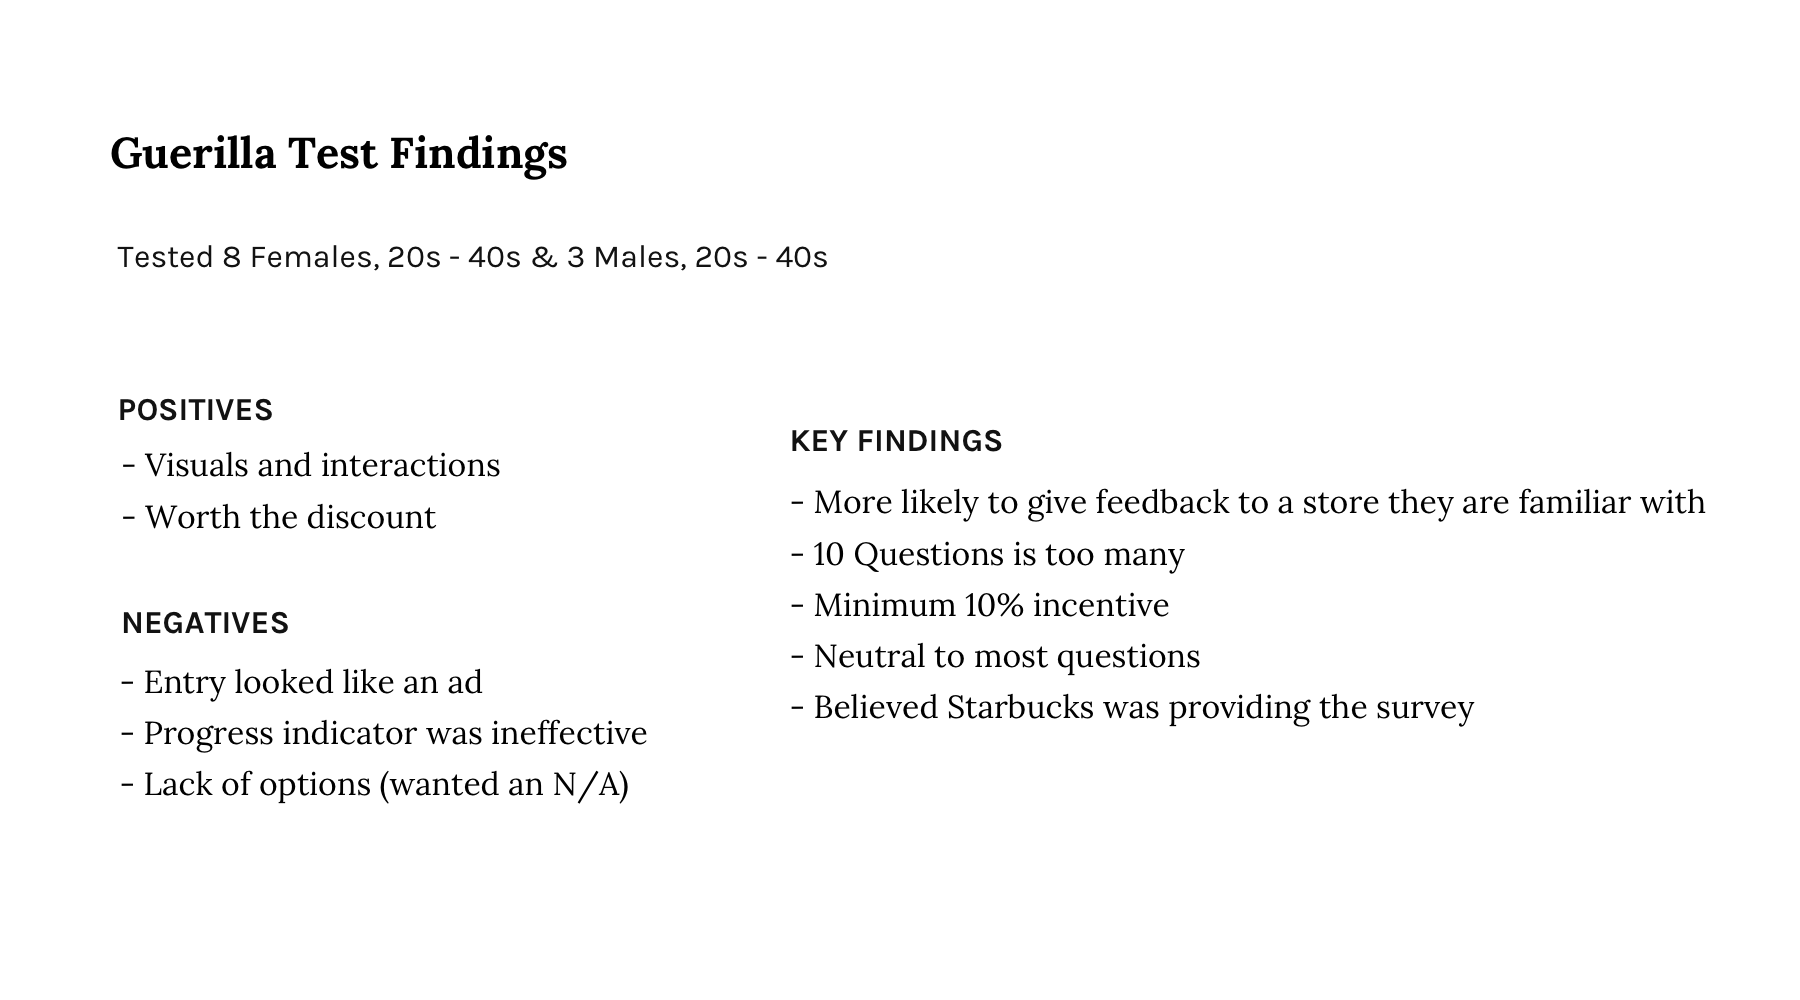 Guerilla Test Findings
Tested 8 Females, 20s - 40s & 3 Males, 20s - 40s
POSITIVES
- Visuals and interactions
- Worth the discount
NEGATIVES
- Entry looked like an ad
- Progress indicator was ineffective
- Lack of options (wanted an N/A)
KEY FINDINGS
- More likely to give feedback to a store they are familiar with
- 10 Questions is too many
- Minimum 10% incentive
- Neutral to most questions
- Believed Starbucks was providing the survey